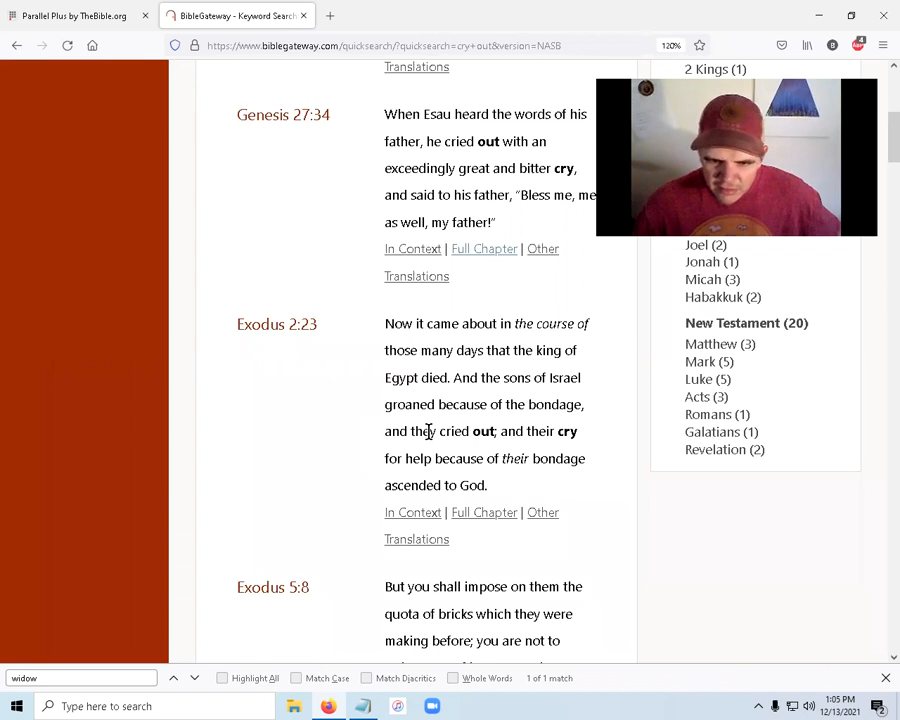 Parallel Plus by TheBible.org
BibleGateway - Keyword Search:
https://www.biblegateway.com/quicksearch/?quicksearch=cry+out&version=NASB
120%
4
Translations
2 Kings (1)
Genesis 27:34
When Esau heard the words of his
father, he cried out with an
exceedingly great and bitter cry,
and said to his father, "Bless me, me
as well, my father!"
In Context | Full Chapter | Other
Translations
Joel (2)
Jonah (1)
Micah (3)
Habakkuk (2)
New Testament (20)
Matthew (3)
Mark (5)
Luke (5)
Acts (3)
Romans (1)
Galatians (1)
Revelation (2)
Exodus 2:23
Now it came about in the course of
those many days that the king of
Egypt died. And the sons of Israel
groaned because of the bondage,
and they cried out; and their cry
for help because of their bondage
ascended to God.
In Context | Full Chapter | Other
Translations
Exodus 5:8
But you shall impose on them the
quota of bricks which they were
making before; you are not to
widow
Highlight All
Match Case
Match Diacritics
Whole Words
1 of 1 match
Type here to search
1:05 PM
12/13/2021
2